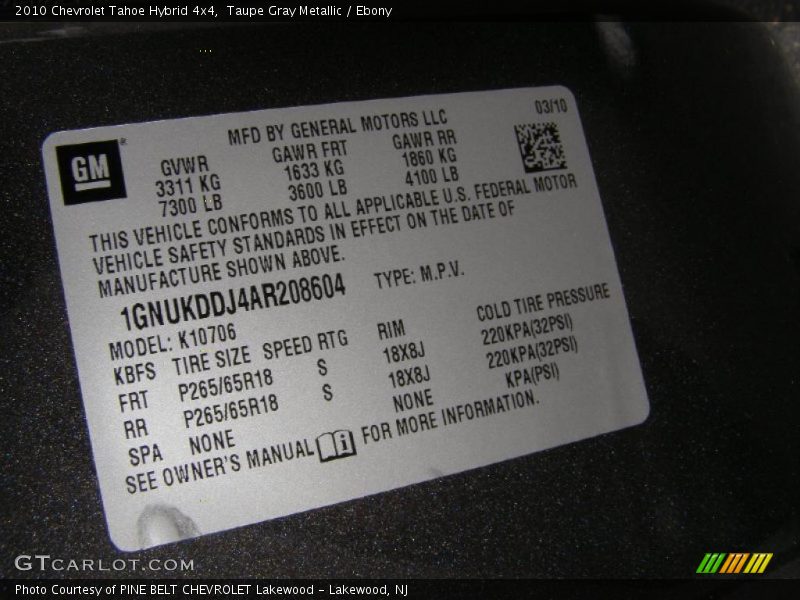 2010 Chevrolet Tahoe Hybrid 4x4,  Taupe Gray Metallic / Ebony
MFD BY GENERAL MOTORS LLC
03/10
GM
GVWR GAWR FRT GAWR RR
3311 KG 1633 KG 1860 KG
7300 LB 3600 LB 4100 LB
THIS VEHICLE CONFORMS TO ALL APPLICABLE U.S. FEDERAL MOTOR
VEHICLE SAFETY STANDARDS IN EFFECT ON THE DATE OF
MANUFACTURE SHOWN ABOVE.
1GNUKDDJ4AR208604 TYPE: M.P.V.
MODEL: K10706
KBFS TIRE SIZE SPEED RTG RIM COLD TIRE PRESSURE
FRT P265/65R18 S 18X8J 220KPA(32PSI)
RR P265/65R18 S 18X8J 220KPA(32PSI)
SPA NONE NONE KPA(PSI)
SEE OWNER'S MANUAL i FOR MORE INFORMATION.
GTCARLOT.COM
Photo Courtesy of PINE BELT CHEVROLET Lakewood - Lakewood, NJ